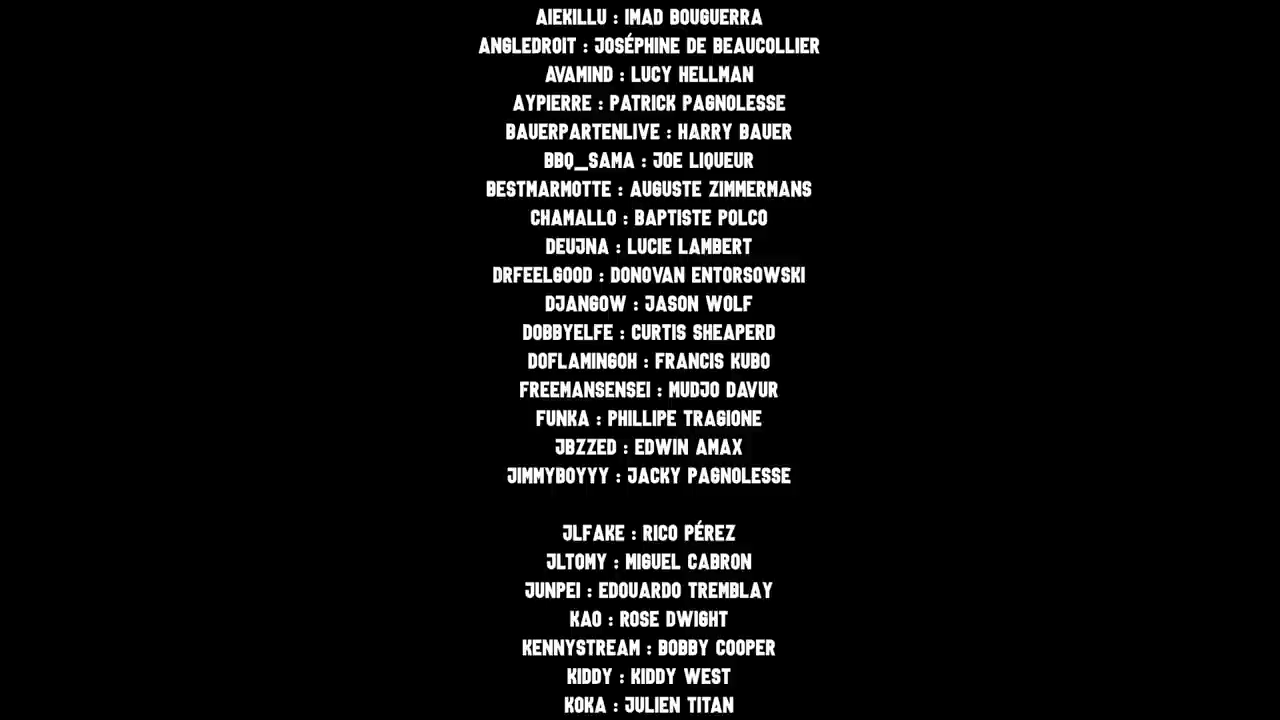 AIEKILLU : IMAD BOUGUERRA
ANGLEDROIT : JOSÉPHINE DE BEAUCOLLIER
AVAMIND : LUCY HELLMAN
AYPIERRE : PATRICK PAGNOLESSE
BAUERPARTENLIVE : HARRY BAUER
BBQ_SAMA : JOE LIQUEUR
BESTMARMOTTE : AUGUSTE ZIMMERMANS
CHAMALLO : BAPTISTE POLCO
DEUJNA : LUCIE LAMBERT
DRFEELGOOD : DONOVAN ENTORSOWSKI
DJANGOW : JASON WOLF
DOBBYELFE : CURTIS SHEAPERD
DOFLAMINGOH : FRANCIS KUBO
FREEMANSENSEI : MUDJO DAVUR
FUNKA : PHILLIPE TRAGIONE
JBZZED : EDWIN AMAX
JIMMYBOYYY : JACKY PAGNOLESSE
JLFAKE : RICO PÉREZ
JLTOMY : MIGUEL CABRON
JUNPEI : EDOUARDO TREMBLAY
KAO : ROSE DWIGHT
KENNYSTREAM : BOBBY COOPER
KIDDY : KIDDY WEST
KOKA : JULIEN TITAN